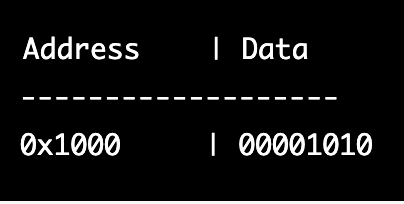 Address | Data
--------------------
0x1000 | 00001010